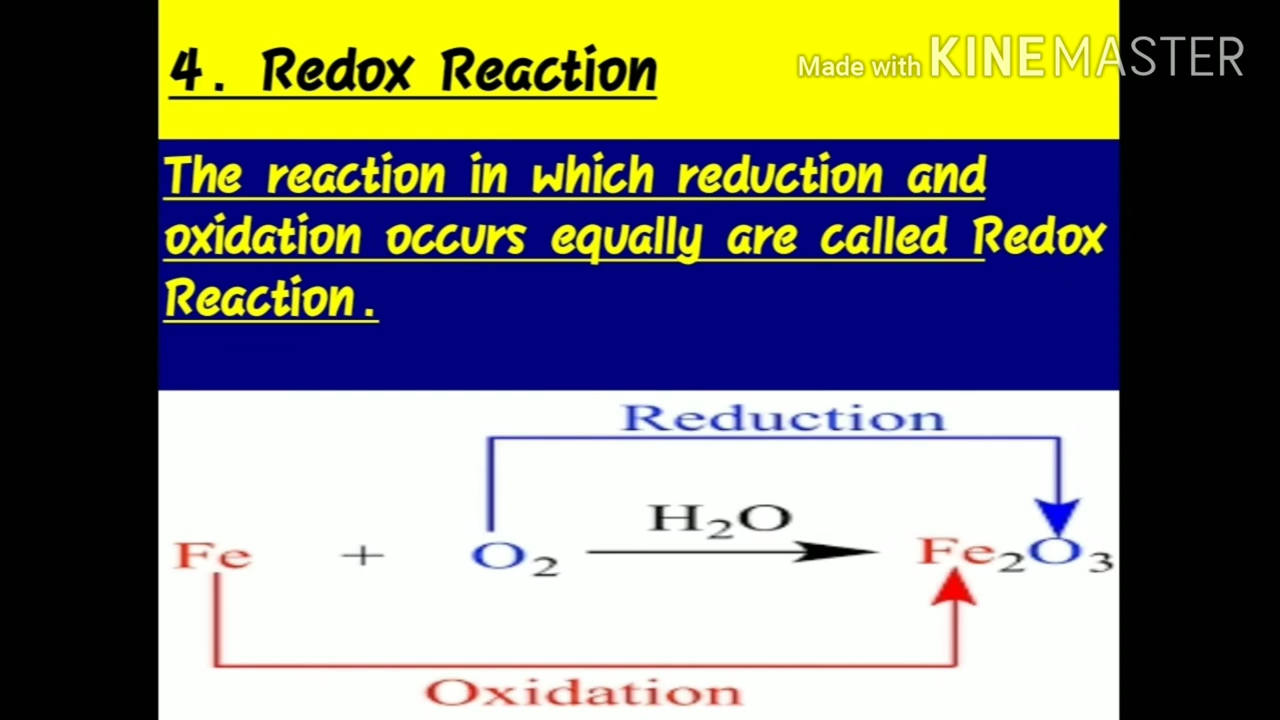 4. Redox Reaction
Made with KINEMASTER
The reaction in which reduction and
oxidation occurs equally are called Redox
Reaction.
Reduction
H₂O
Fe + O₂ Fe₂O₃
Oxidation